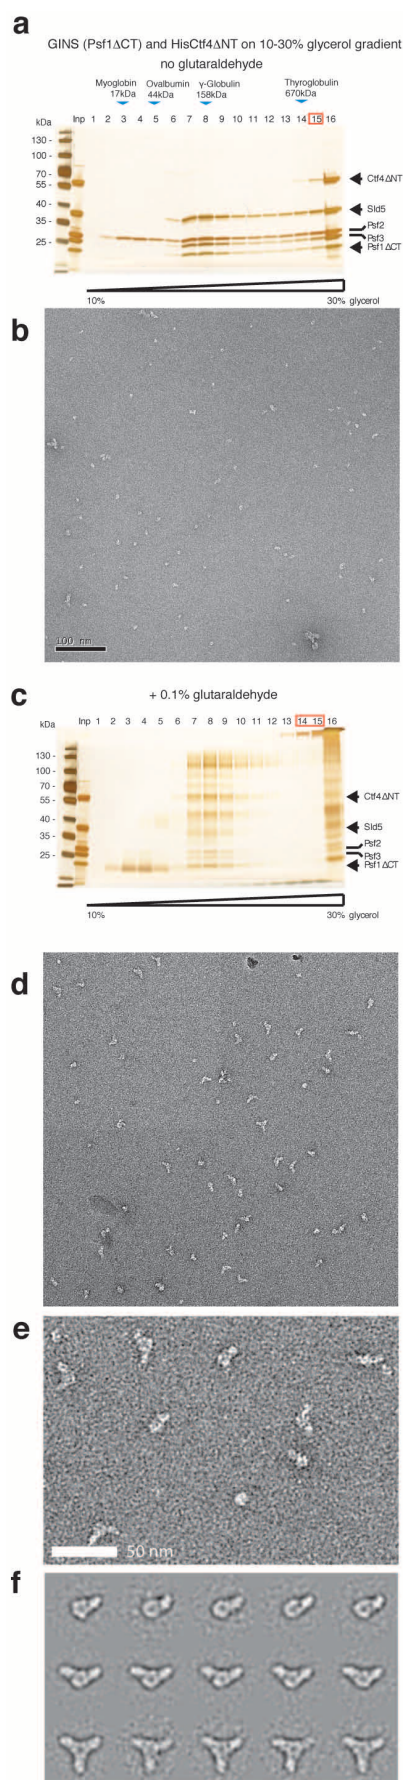 a
GINS (Psf1ΔCT) and HisCtf4ΔNT on 10-30% glycerol gradient
no glutaraldehyde
Myoglobin Ovalbumin γ-Globulin Thyroglobulin
17kDa 44kDa 158kDa 670kDa
kDa Inp 1 2 3 4 5 6 7 8 9 10 11 12 13 14 15 16
130 -
100 -
70 -
55 -
Ctf4ΔNT
40 -
35 -
Sld5
Psf2
25 -
Psf3
Psf1ΔCT
10% 30% glycerol
b
100 nm
c
+ 0.1% glutaraldehyde
kDa Inp 1 2 3 4 5 6 7 8 9 10 11 12 13 14 15 16
130 -
100 -
70 -
55 -
Ctf4ΔNT
40 -
35 -
Sld5
Psf2
25 -
Psf3
Psf1ΔCT
10% 30% glycerol
d
e
50 nm
f